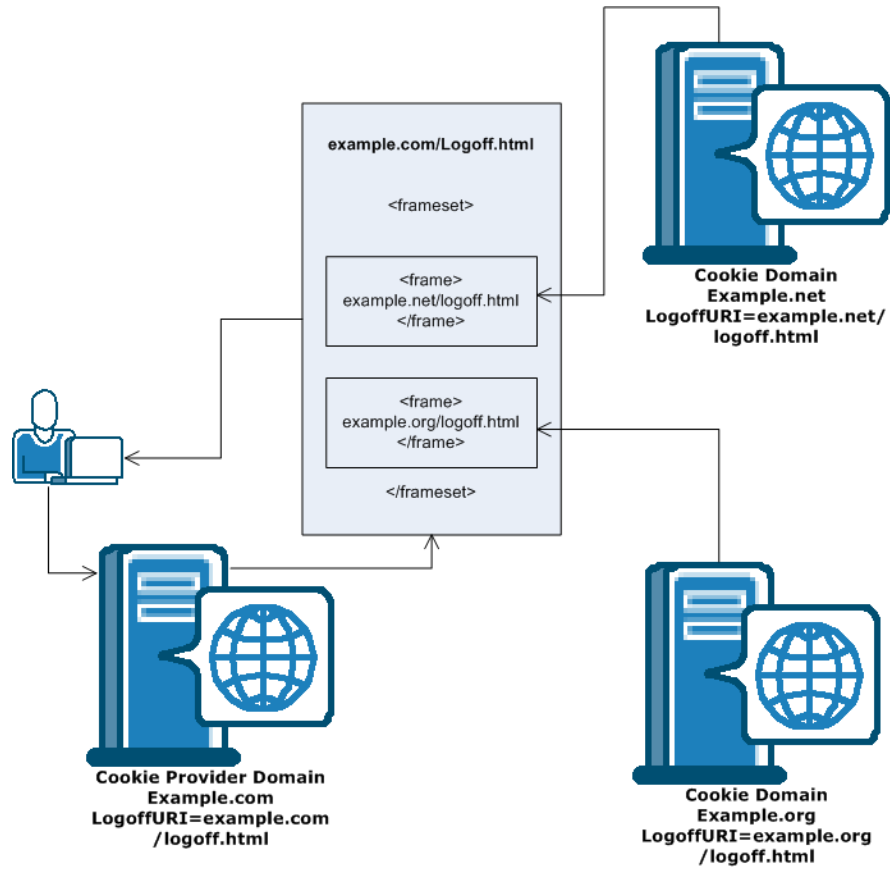 example.com/Logoff.html
<frameset>
<frame>
example.net/logoff.html
</frame>
<frame>
example.org/logoff.html
</frame>
</frameset>
Cookie Domain
Example.net
LogoffURI=example.net/
logoff.html
Cookie Provider Domain
Example.com
LogoffURI=example.com
/logoff.html
Cookie Domain
Example.org
LogoffURI=example.org
/logoff.html